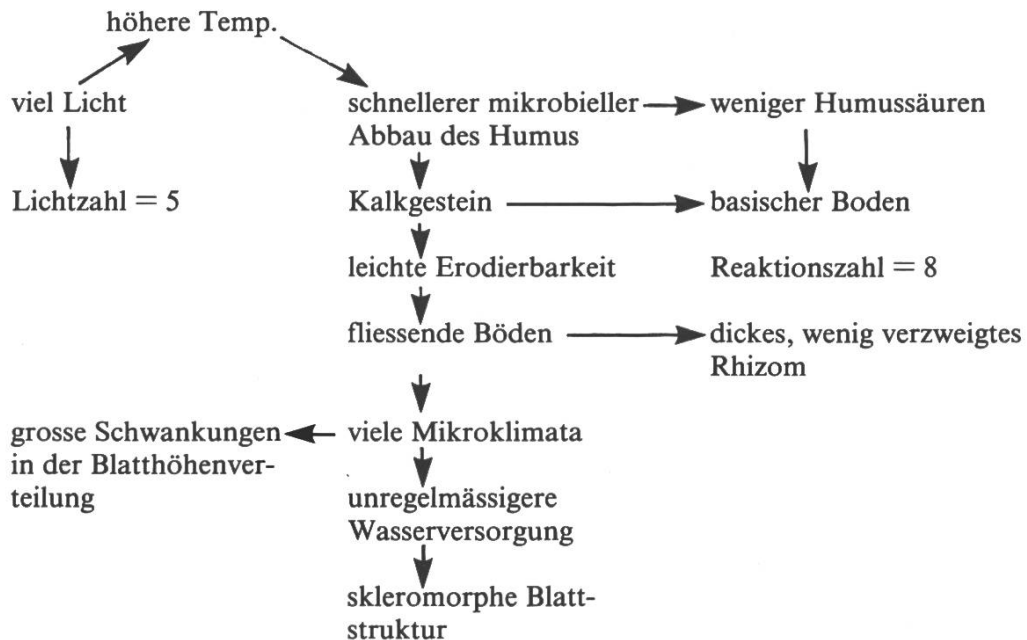 höhere Temp.
viel Licht
schnellerer mikrobieller
Abbau des Humus
weniger Humussäuren
Lichtzahl = 5
Kalkgestein
basischer Boden
leichte Erodierbarkeit
Reaktionszahl = 8
fliessende Böden
dickes, wenig verzweigtes
Rhizom
grosse Schwankungen
in der Blatthöhenver-
teilung
viele Mikroklimata
unregelmässigere
Wasserversorgung
skleromorphe Blatt-
struktur